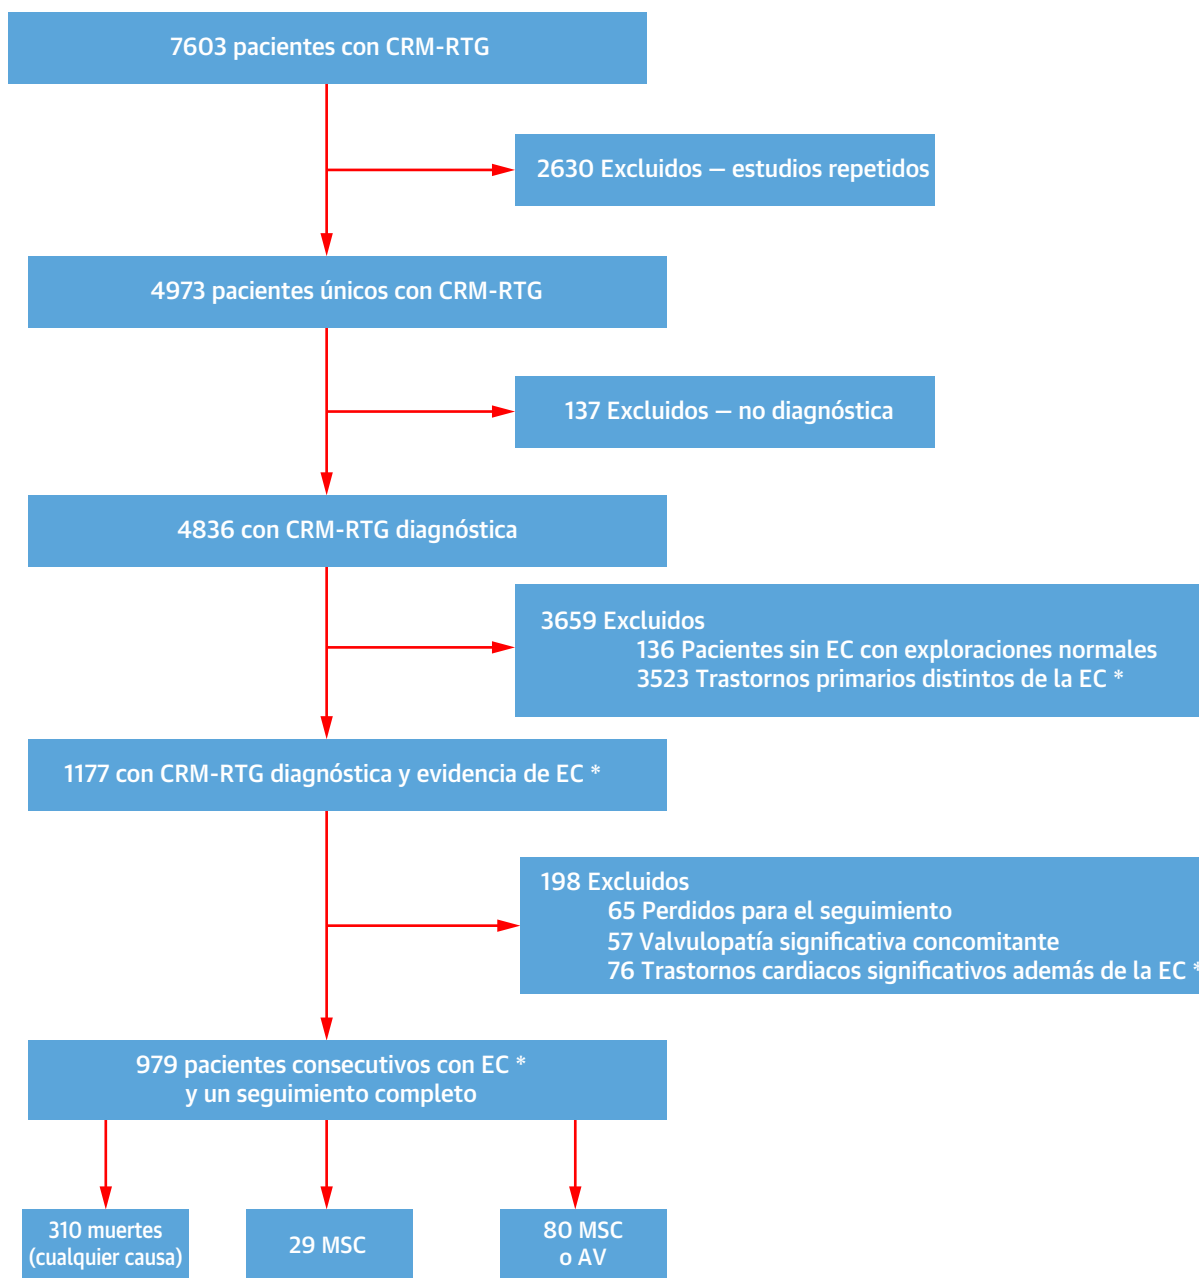 7603 pacientes con CRM-RTG
2630 Excluidos — estudios repetidos
4973 pacientes únicos con CRM-RTG
137 Excluidos — no diagnóstica
4836 con CRM-RTG diagnóstica
3659 Excluidos
136 Pacientes sin EC con exploraciones normales
3523 Trastornos primarios distintos de la EC *
1177 con CRM-RTG diagnóstica y evidencia de EC *
198 Excluidos
65 Perdidos para el seguimiento
57 Valvulopatía significativa concomitante
76 Trastornos cardiacos significativos además de la EC *
979 pacientes consecutivos con EC *
y un seguimiento completo
310 muertes
(cualquier causa)
29 MSC
80 MSC
o AV